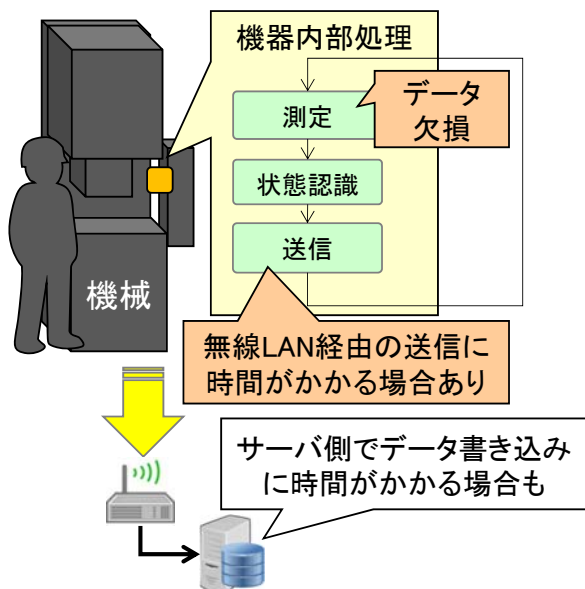 機器内部処理
測定
データ
欠損
状態認識
送信
機械
無線LAN経由の送信に
時間がかかる場合あり
サーバ側でデータ書き込み
に時間がかかる場合も